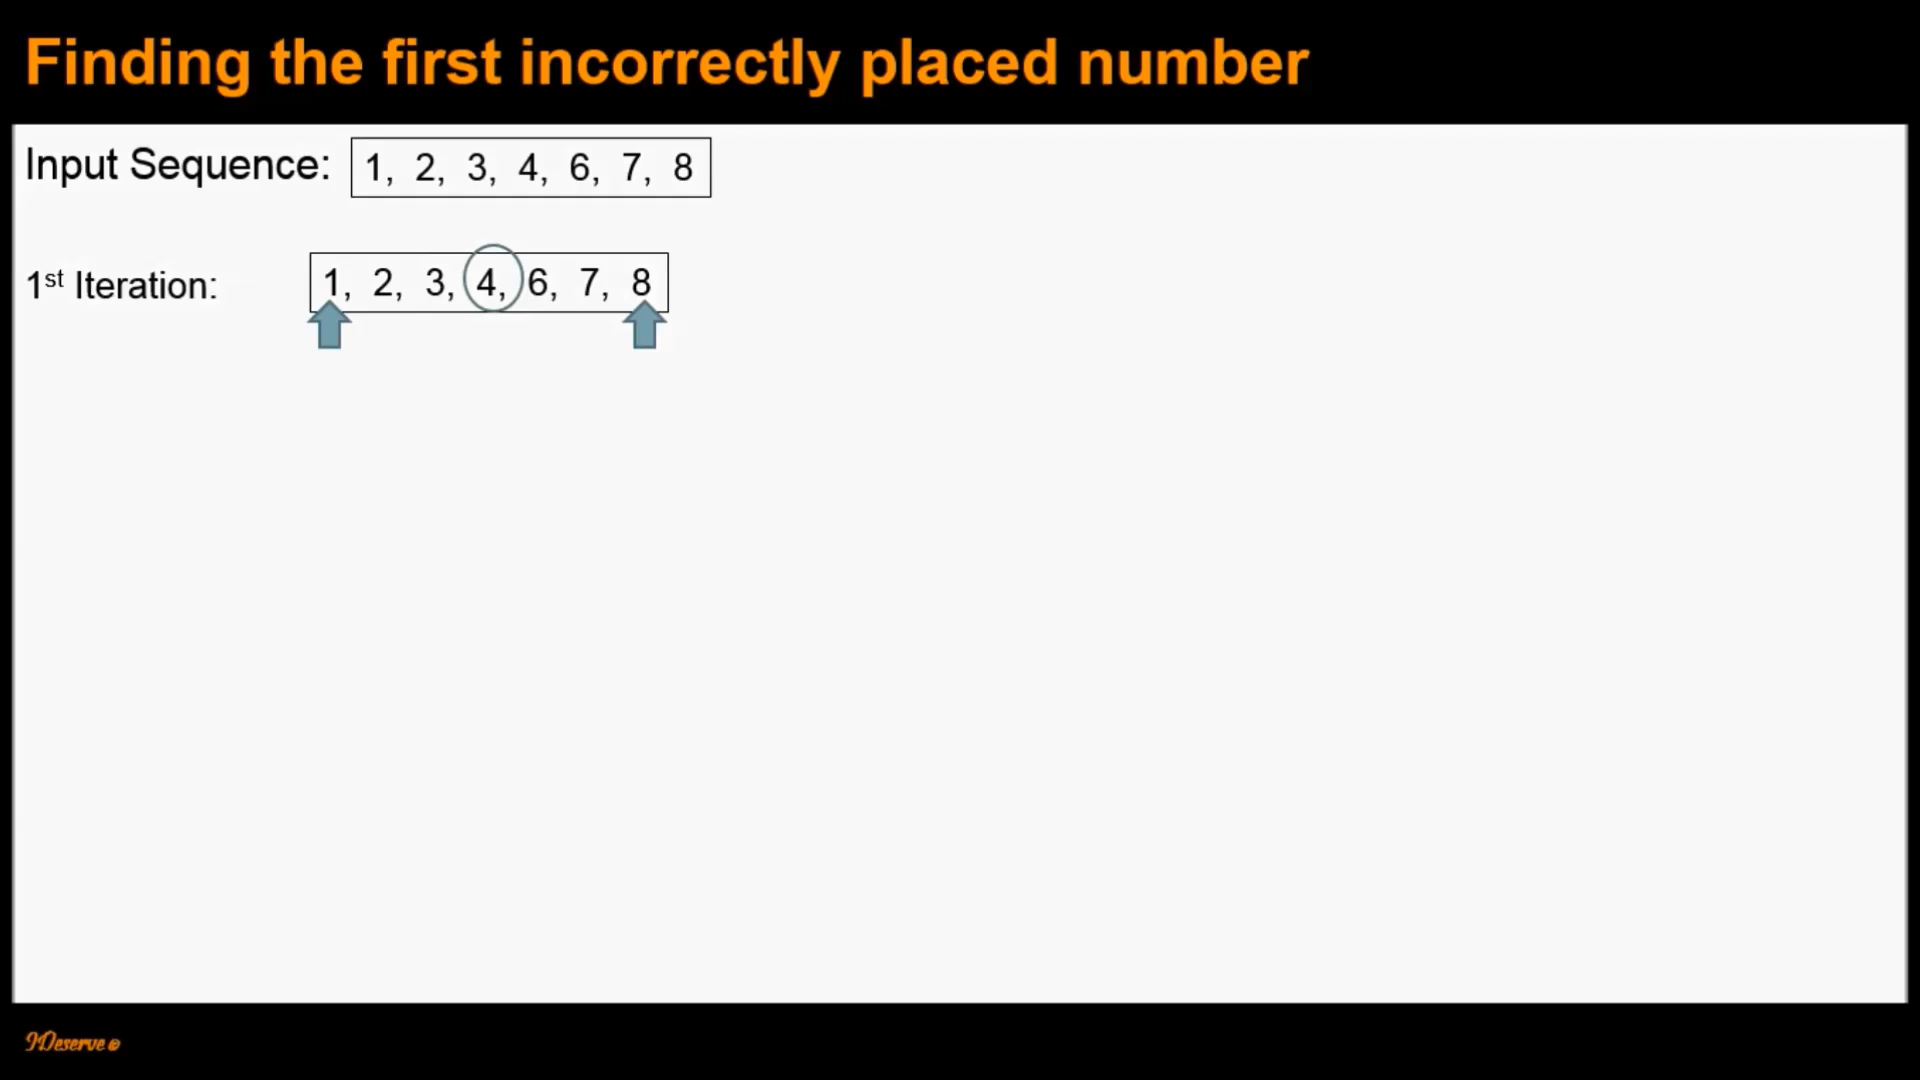 Finding the first incorrectly placed number
Input Sequence: 1, 2, 3, 4, 6, 7, 8
1st Iteration: 1, 2, 3, 4, 6, 7, 8
IDeserve